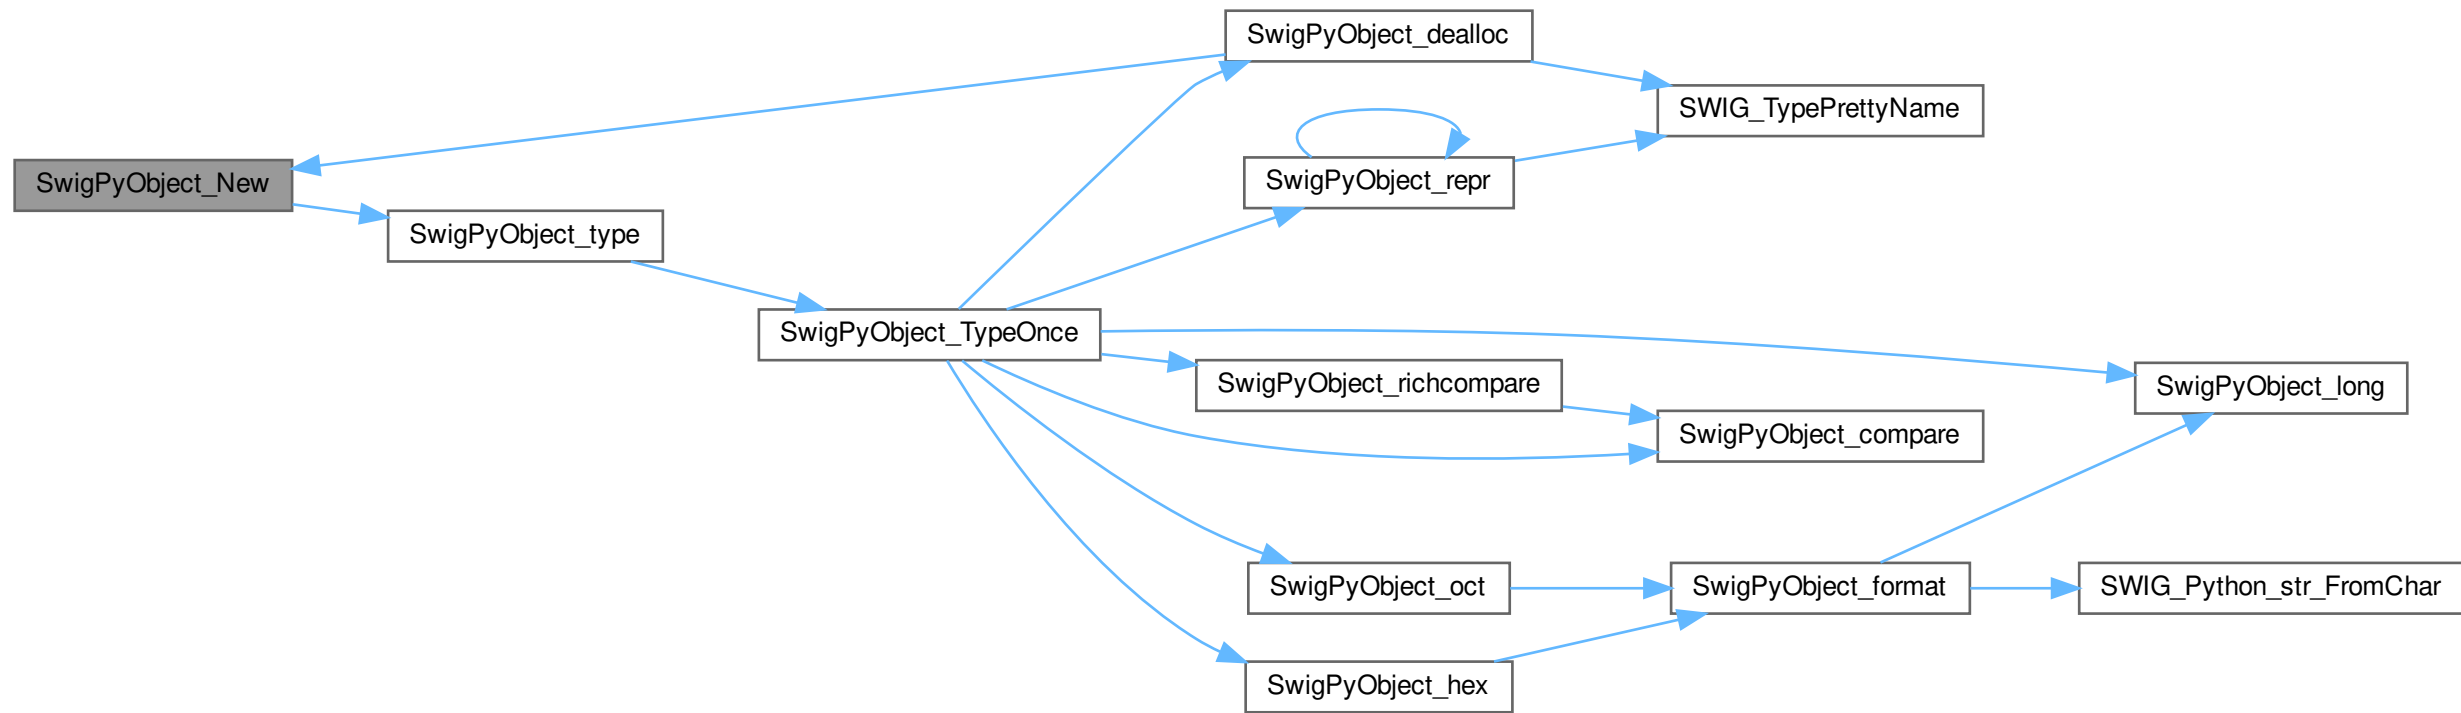 SwigPyObject_dealloc
SWIG_TypePrettyName
SwigPyObject_New
SwigPyObject_repr
SwigPyObject_type
SwigPyObject_TypeOnce
SwigPyObject_richcompare
SwigPyObject_long
SwigPyObject_compare
SwigPyObject_oct
SwigPyObject_format
SWIG_Python_str_FromChar
SwigPyObject_hex